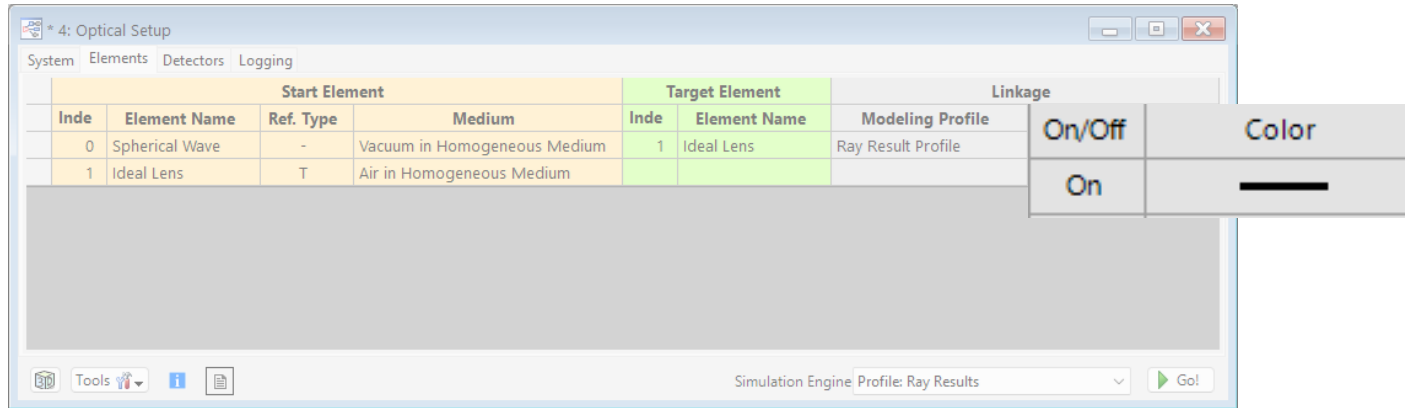 * 4: Optical Setup
System Elements Detectors Logging
Start Element Target Element Linkage
Inde Element Name Ref. Type Medium Inde Element Name Modeling Profile On/Off Color
0 Spherical Wave - Vacuum in Homogeneous Medium 1 Ideal Lens Ray Result Profile On
1 Ideal Lens T Air in Homogeneous Medium
3D Tools i Simulation Engine Profile: Ray Results Go!